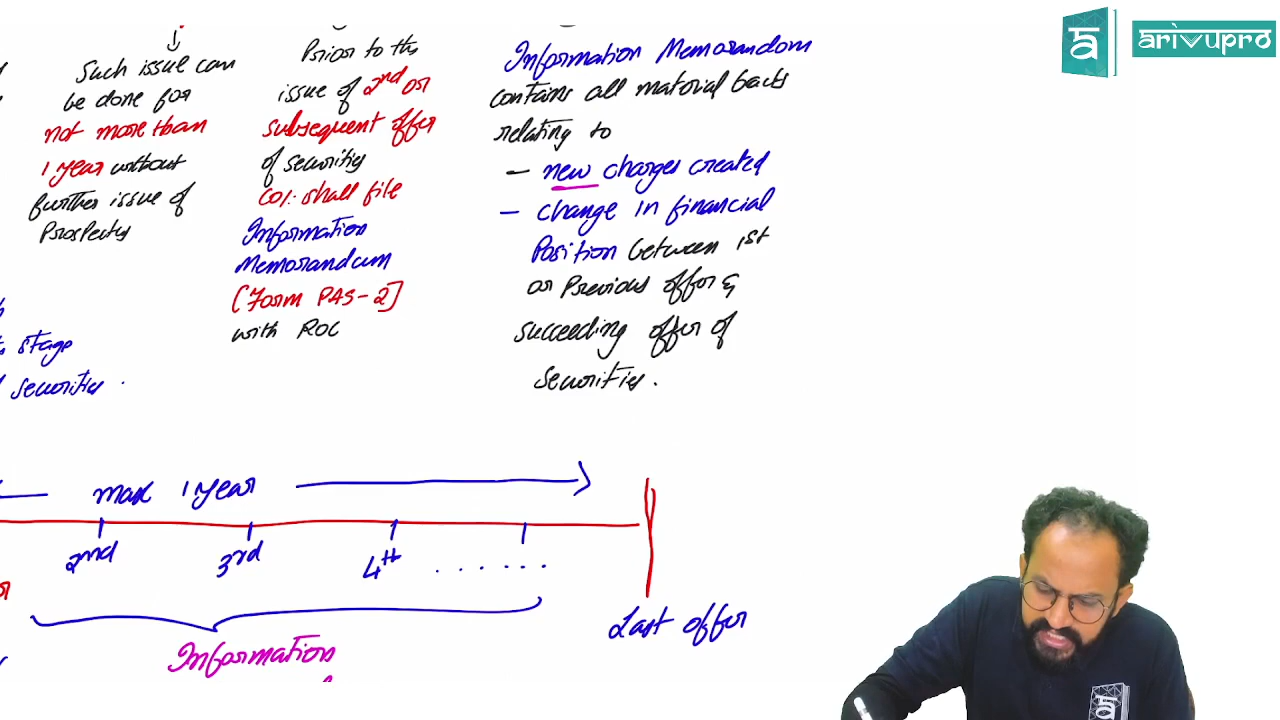 Such issue can
be done for
not more than
1 year without
further issue of
Prospectus
stage
securities.
Prior to the
issue of 2nd or
subsequent offer
of securities
co. shall file
Information
Memorandum
[Form PAS-2]
with ROC
Information Memorandom
contains all material facts
relating to
- new charges created
- change in financial
Position between 1st
or Previous offer &
succeeding offer of
Securities.
max 1 year
2nd 3rd 4th ......
Last offer
Information
ā
ārivupro